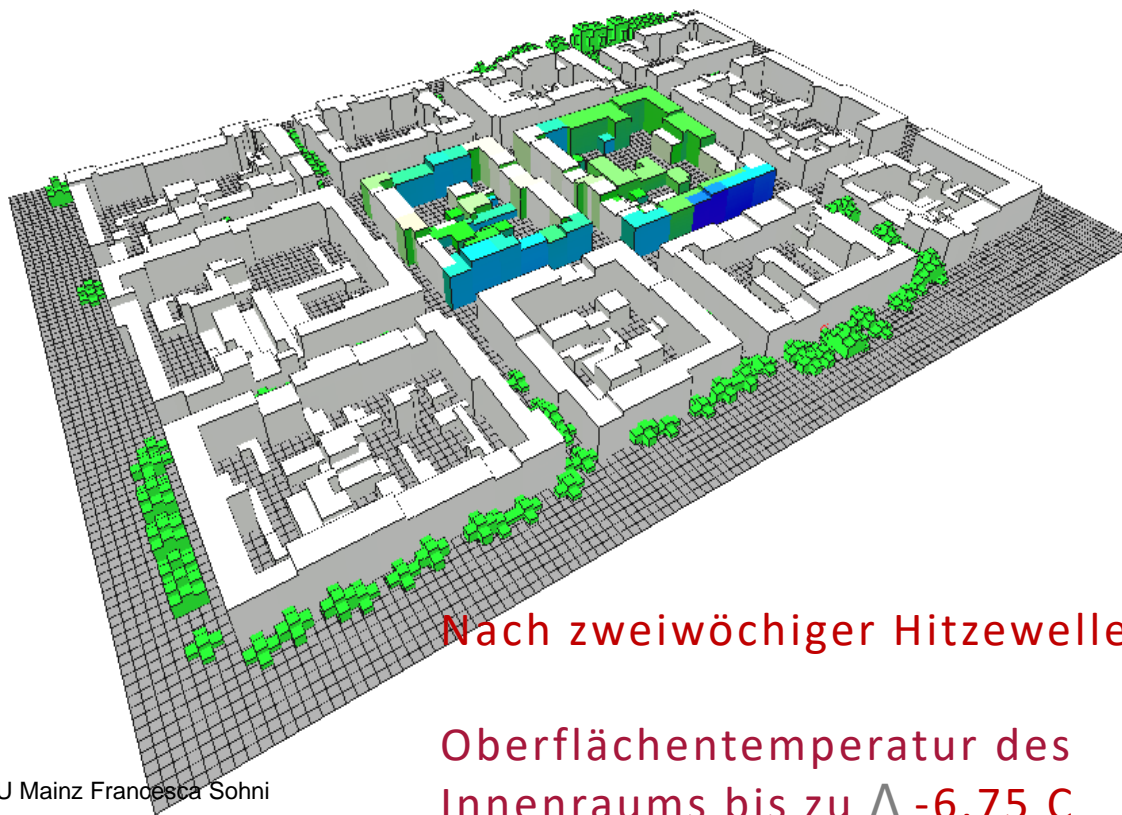 Nach zweiwöchiger Hitzewelle
Oberflächentemperatur des
U Mainz Francesca Sohni
Innenraums bis zu Δ -6,75 C